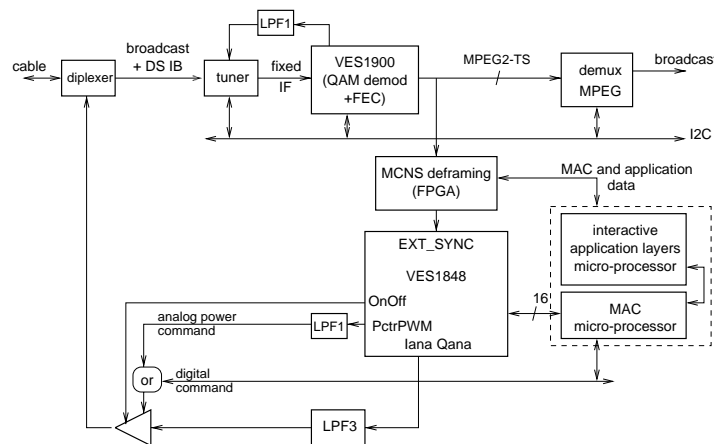 LPF1
cable
diplexer
broadcast
+ DS IB
tuner
fixed
IF
VES1900
(QAM demod
+FEC)
MPEG2-TS
demux
MPEG
broadcast
I2C
MCNS deframing
(FPGA)
MAC and application
data
interactive
application layers
micro-processor
MAC
micro-processor
16
EXT_SYNC
VES1848
OnOff
PctrPWM
Iana Qana
LPF1
analog power
command
or
digital
command
LPF3